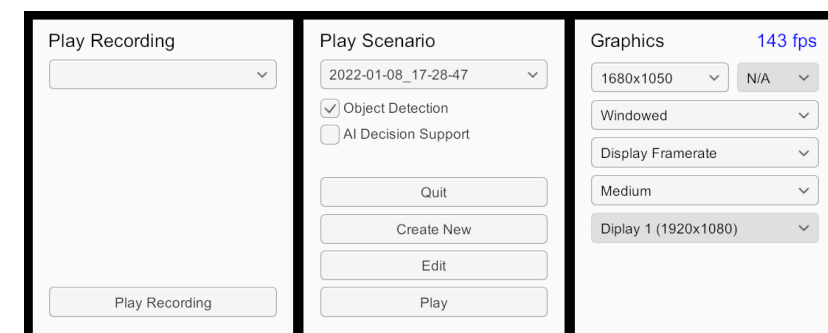 Play Recording
Play Recording
Play Scenario
2022-01-08_17-28-47
Object Detection
AI Decision Support
Quit
Create New
Edit
Play
Graphics 143 fps
1680x1050 N/A
Windowed
Display Framerate
Medium
Diplay 1 (1920x1080)